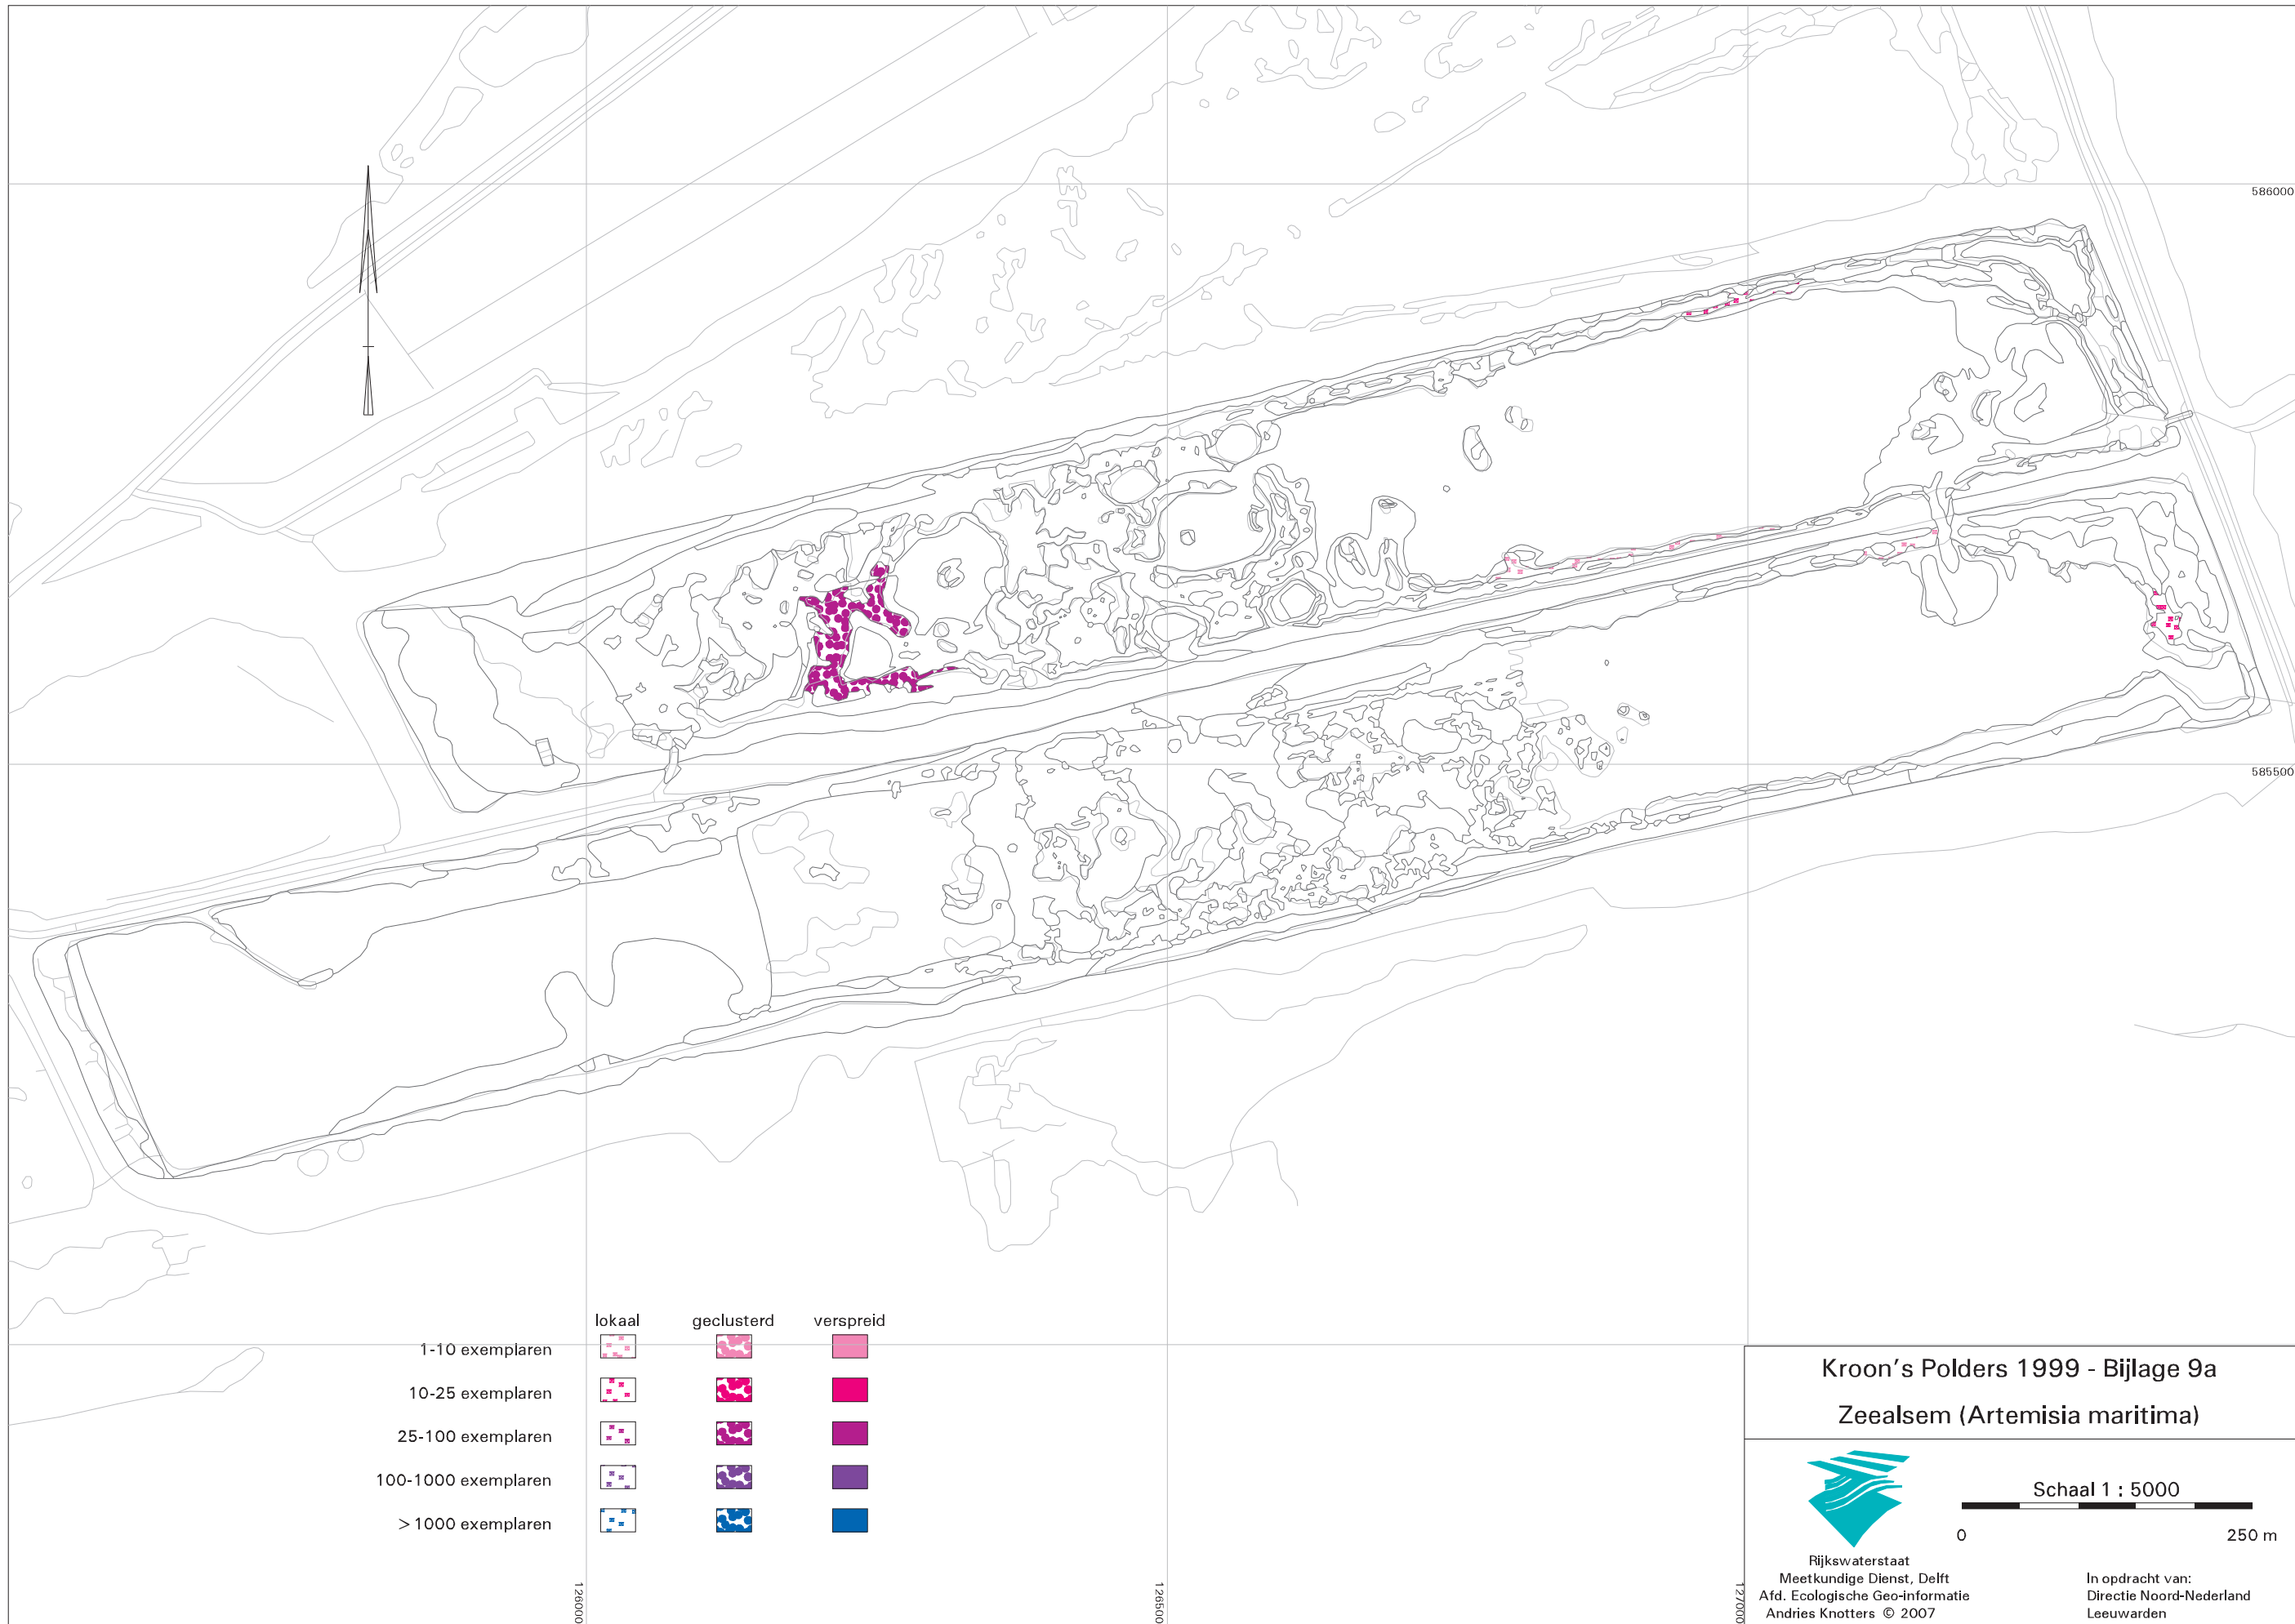 586000
585500
lokaal geclusterd verspreid
1-10 exemplaren
10-25 exemplaren
25-100 exemplaren
100-1000 exemplaren
>1000 exemplaren
126000
126500
127000
Kroon's Polders 1999 - Bijlage 9a
Zeealsem (Artemisia maritima)
Schaal 1 : 5000
0 250 m
Rijkswaterstaat
Meetkundige Dienst, Delft
Afd. Ecologische Geo-informatie
Andries Knotters © 2007
In opdracht van:
Directie Noord-Nederland
Leeuwarden